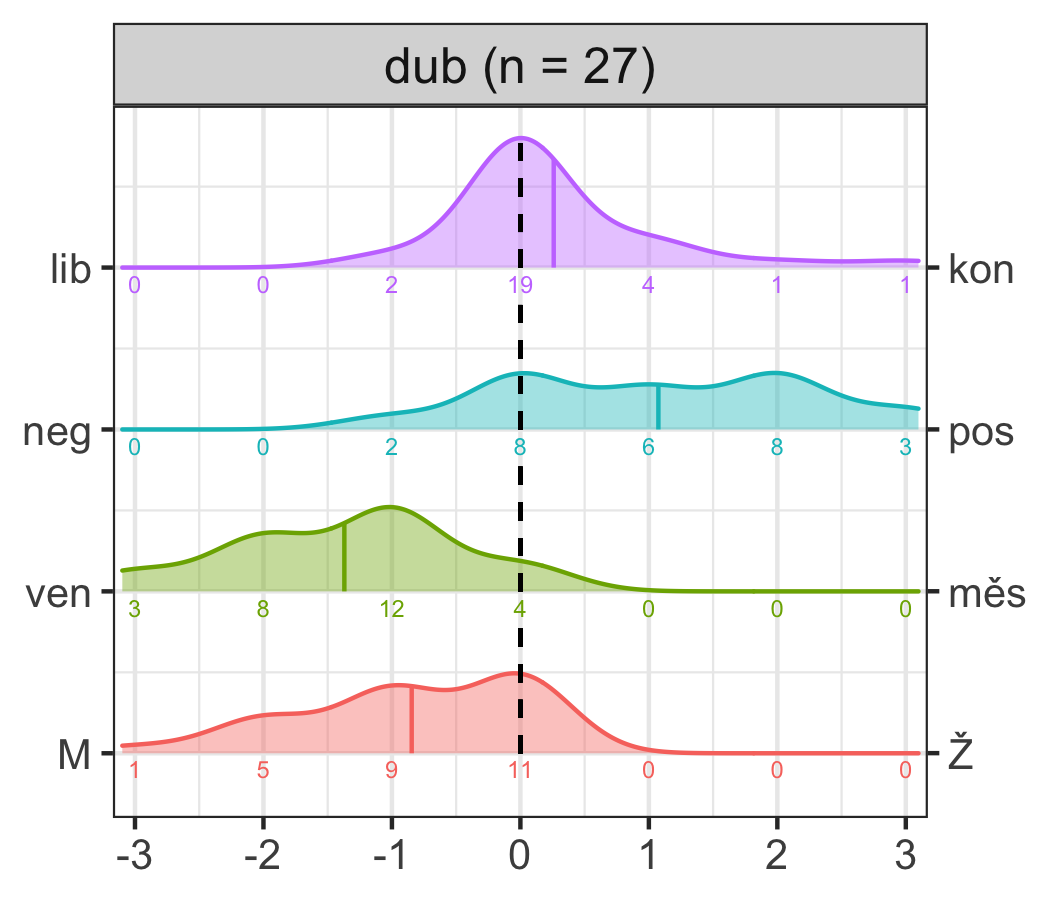 dub (n = 27)
lib kon
0 0 2 19 4 1 1
neg pos
0 0 2 8 6 8 3
ven měs
3 8 12 4 0 0 0
M Ž
1 5 9 11 0 0 0
-3 -2 -1 0 1 2 3